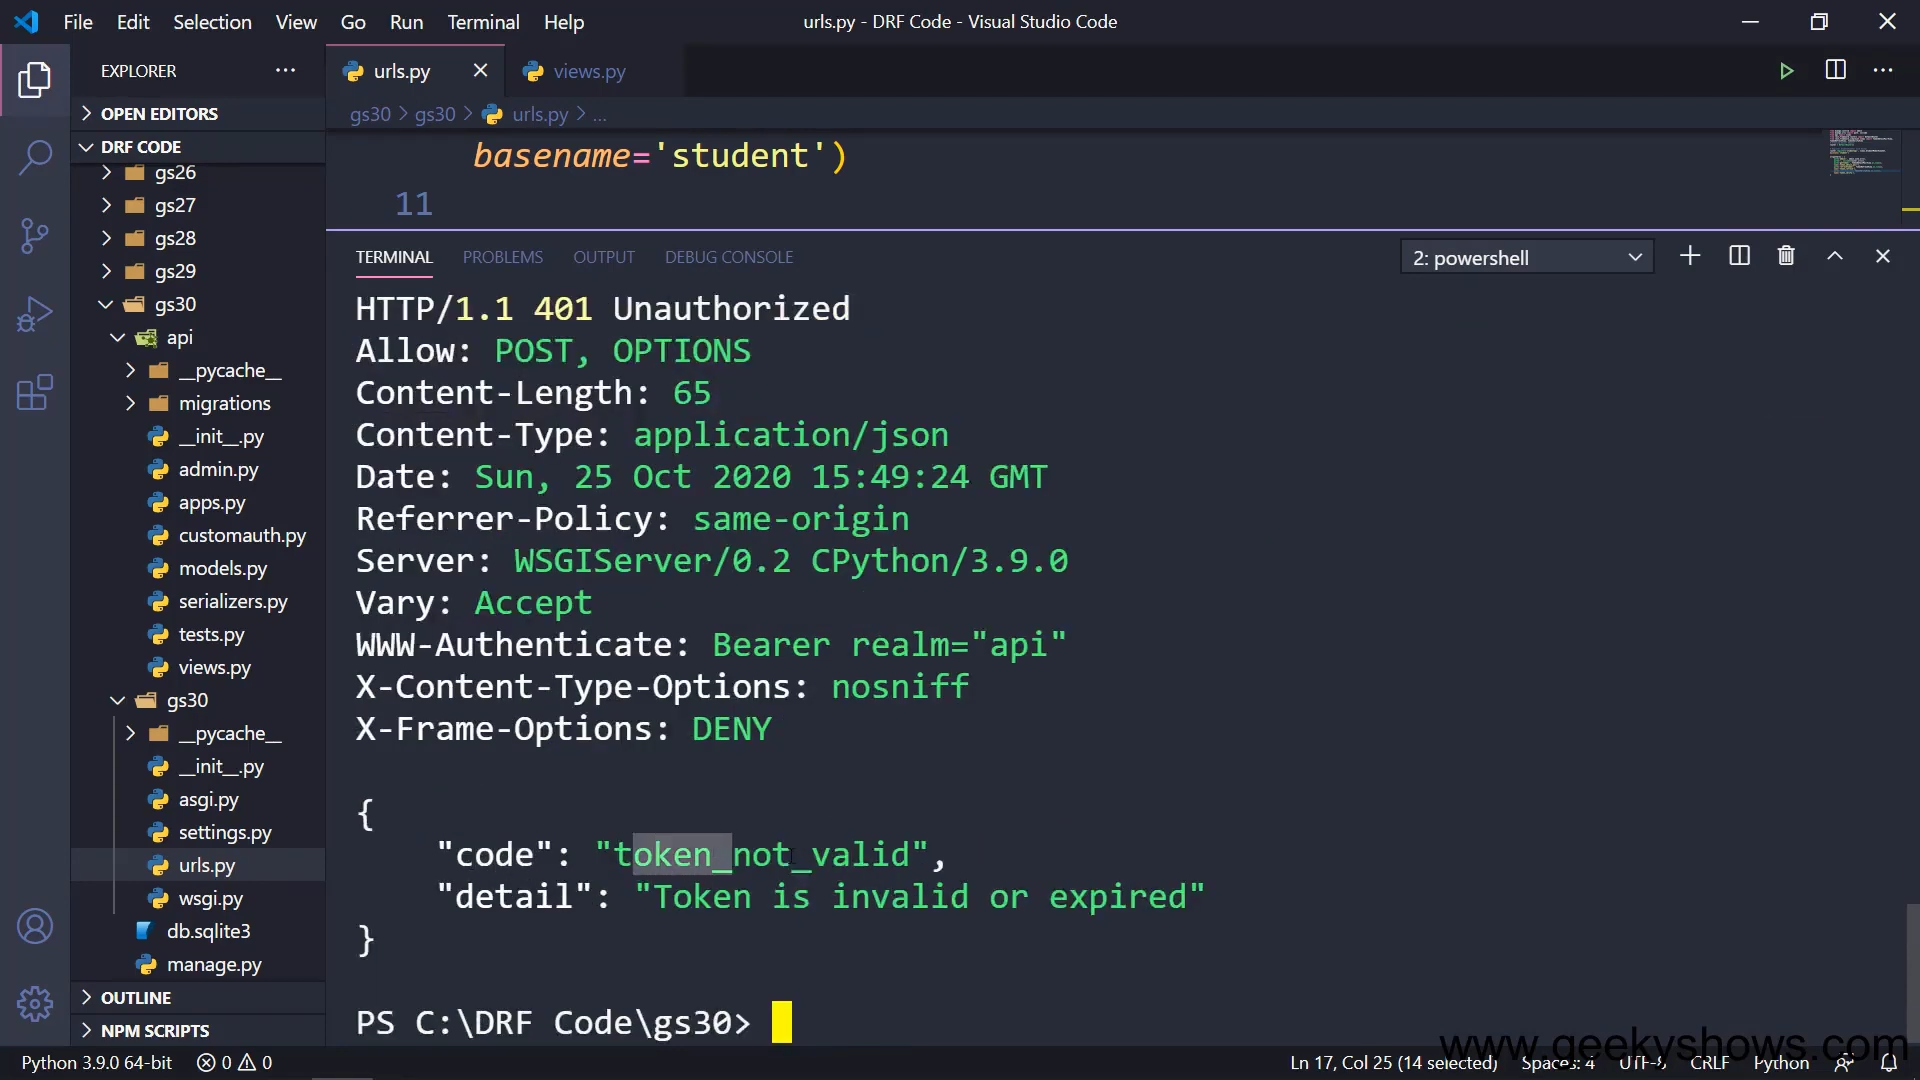 File Edit Selection View Go Run Terminal Help
urls.py - DRF Code - Visual Studio Code
EXPLORER
urls.py
views.py
OPEN EDITORS
gs30 > gs30 > urls.py > ...
DRF CODE
gs26
gs27
gs28
gs29
gs30
api
__pycache__
migrations
__init__.py
admin.py
apps.py
customauth.py
models.py
serializers.py
tests.py
views.py
gs30
__pycache__
__init__.py
asgi.py
settings.py
urls.py
wsgi.py
db.sqlite3
manage.py
OUTLINE
NPM SCRIPTS
basename='student')
11
TERMINAL PROBLEMS OUTPUT DEBUG CONSOLE
2: powershell
HTTP/1.1 401 Unauthorized
Allow: POST, OPTIONS
Content-Length: 65
Content-Type: application/json
Date: Sun, 25 Oct 2020 15:49:24 GMT
Referrer-Policy: same-origin
Server: WSGIServer/0.2 CPython/3.9.0
Vary: Accept
WWW-Authenticate: Bearer realm="api"
X-Content-Type-Options: nosniff
X-Frame-Options: DENY
{
"code": "token_not_valid",
"detail": "Token is invalid or expired"
}
PS C:\DRF Code\gs30>
www.geekyshows.com
Python 3.9.0 64-bit 0 0
Ln 17, Col 25 (14 selected) Spaces: 4 UTF-8 CRLF Python